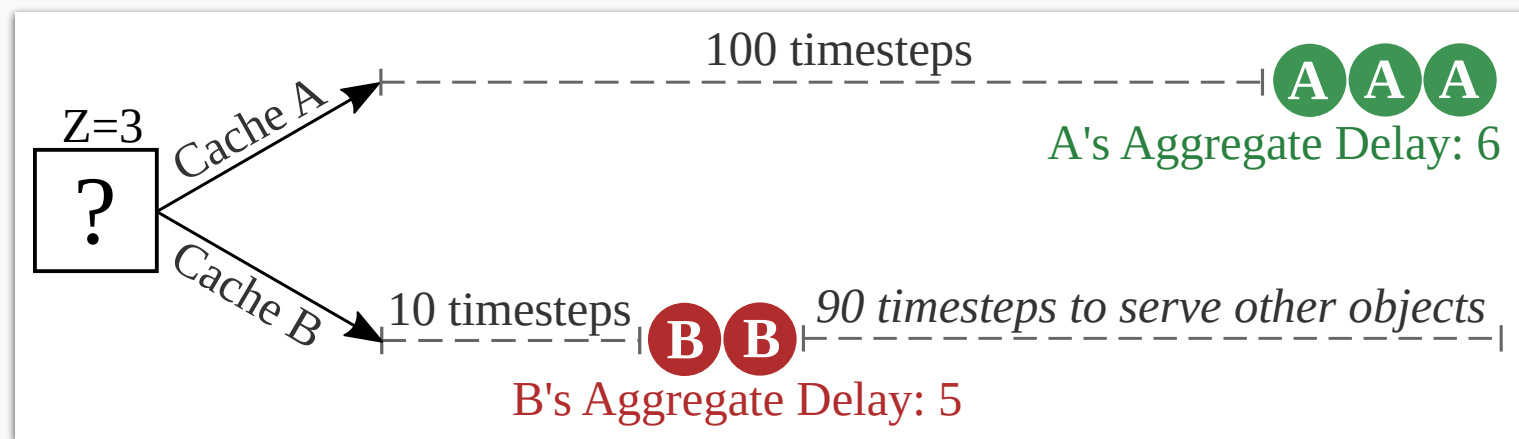 100 timesteps
A A A
Z=3
Cache A
A's Aggregate Delay: 6
?
Cache B
10 timesteps
B B
90 timesteps to serve other objects
B's Aggregate Delay: 5